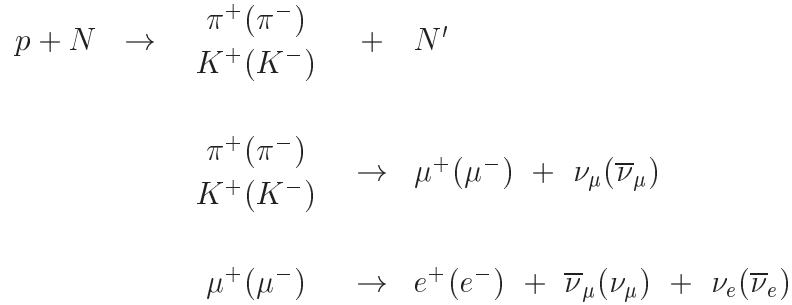 π⁺(π⁻)
p + N → + N′
K⁺(K⁻)
π⁺(π⁻)
→ μ⁺(μ⁻) + ν_μ(ν̅_μ)
K⁺(K⁻)
μ⁺(μ⁻) → e⁺(e⁻) + ν̅_μ(ν_μ) + ν_e(ν̅_e)